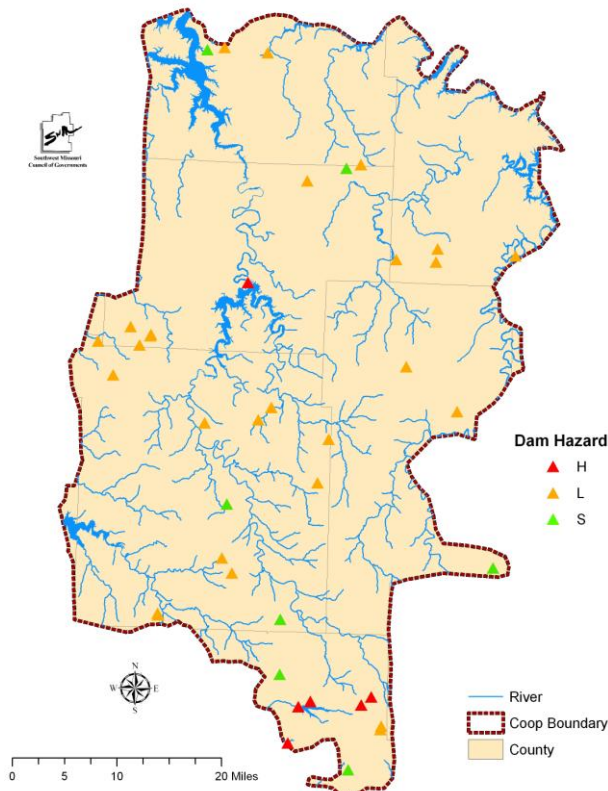 Southwest Missouri
Council of Governments
Dam Hazard
H
L
S
N
W E
S
River
Coop Boundary
County
0 5 10 20 Miles